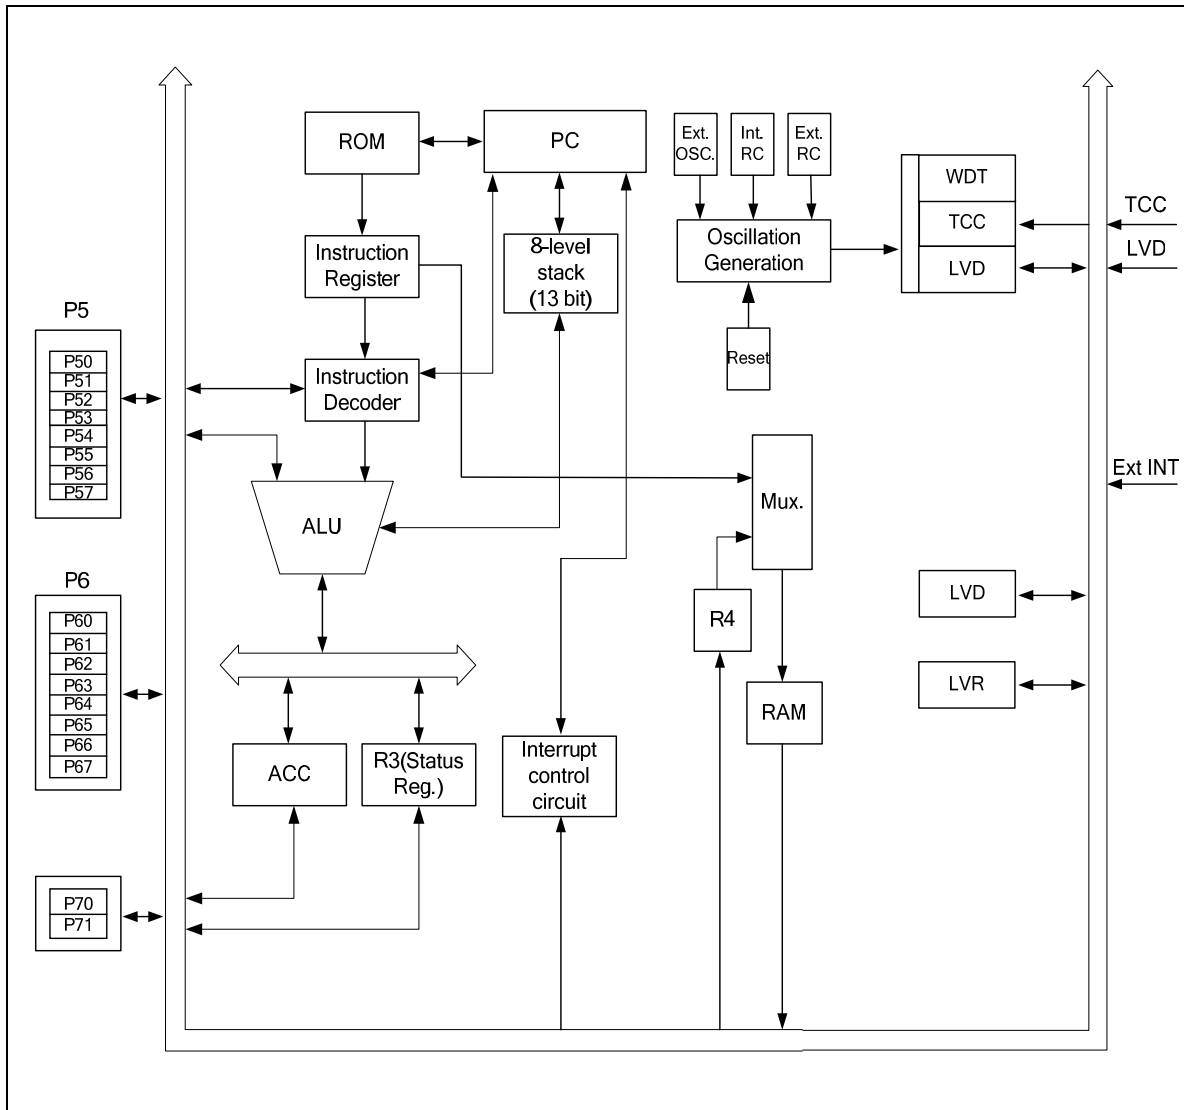 ROM
PC
Ext.
OSC.
Int.
RC
Ext.
RC
WDT
TCC
LVD
TCC
LVD
Oscillation
Generation
Reset
Instruction
Register
8-level
stack
(13 bit)
Instruction
Decoder
P5
P50
P51
P52
P53
P54
P55
P56
P57
ALU
Mux.
Ext INT
P6
P60
P61
P62
P63
P64
P65
P66
P67
R4
LVD
LVR
RAM
ACC
R3(Status
Reg.)
Interrupt
control
circuit
P70
P71